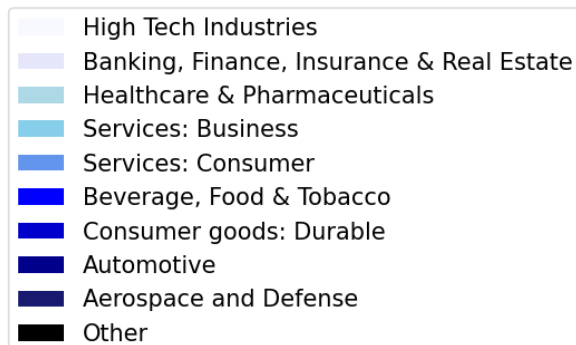 High Tech Industries
Banking, Finance, Insurance & Real Estate
Healthcare & Pharmaceuticals
Services: Business
Services: Consumer
Beverage, Food & Tobacco
Consumer goods: Durable
Automotive
Aerospace and Defense
Other